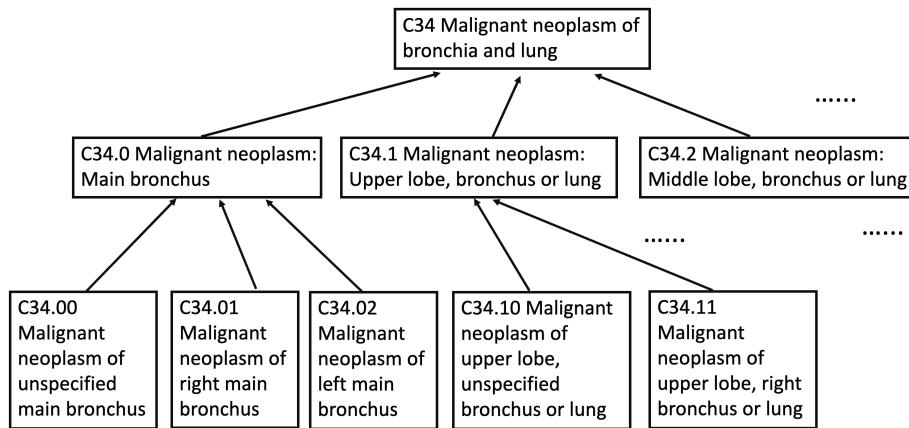 C34 Malignant neoplasm of
bronchia and lung
......
C34.0 Malignant neoplasm:
Main bronchus
C34.1 Malignant neoplasm:
Upper lobe, bronchus or lung
C34.2 Malignant neoplasm:
Middle lobe, bronchus or lung
......
......
C34.00
Malignant
neoplasm of
unspecified
main bronchus
C34.01
Malignant
neoplasm of
right main
bronchus
C34.02
Malignant
neoplasm of
left main
bronchus
C34.10 Malignant
neoplasm of
upper lobe,
unspecified
bronchus or lung
C34.11
Malignant
neoplasm of
upper lobe, right
bronchus or lung